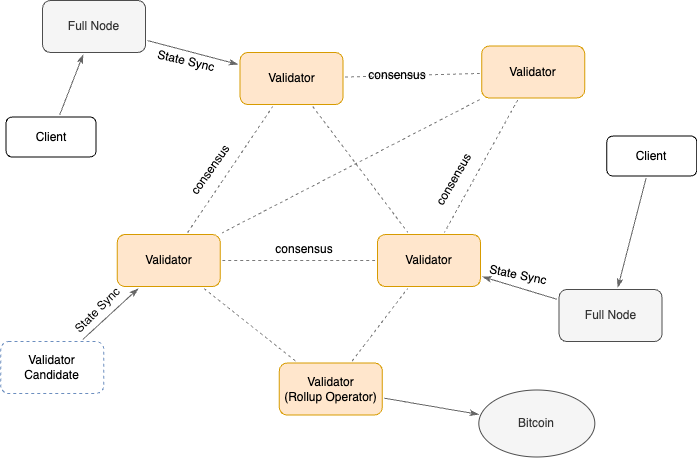 Full Node
State Sync
Validator
consensus
Validator
Client
consensus
consensus
Client
Validator
consensus
Validator
State Sync
State Sync
Full Node
Validator
Candidate
Validator
(Rollup Operator)
Bitcoin